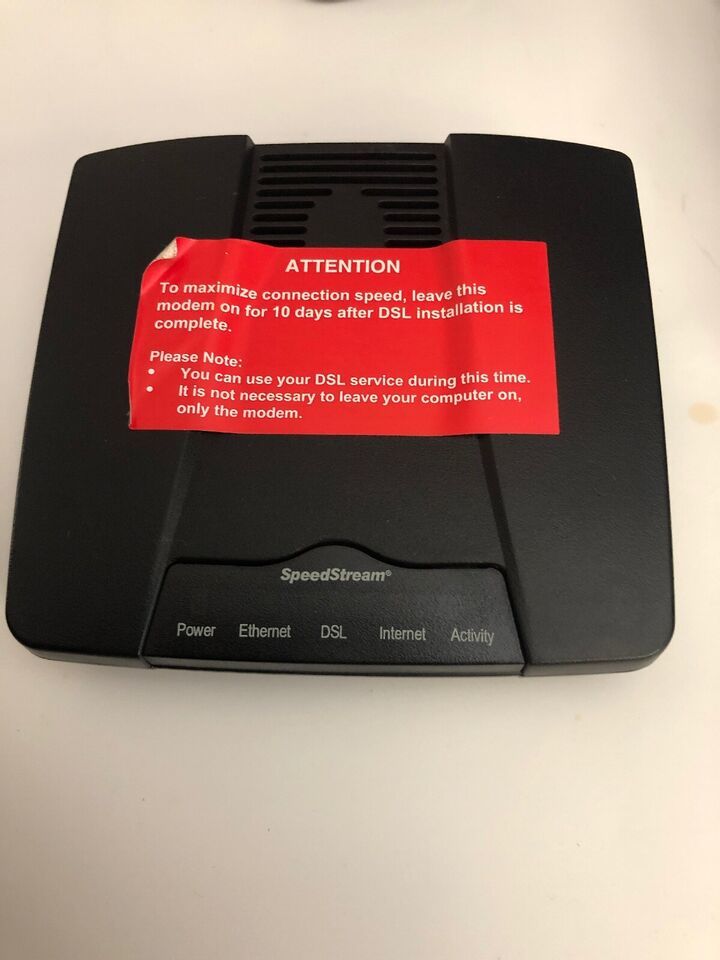 ATTENTION
To maximize connection speed, leave this
modem on for 10 days after DSL installation is
complete.
Please Note:
• You can use your DSL service during this time.
• It is not necessary to leave your computer on,
only the modem.
SpeedStream®
Power Ethernet DSL Internet Activity